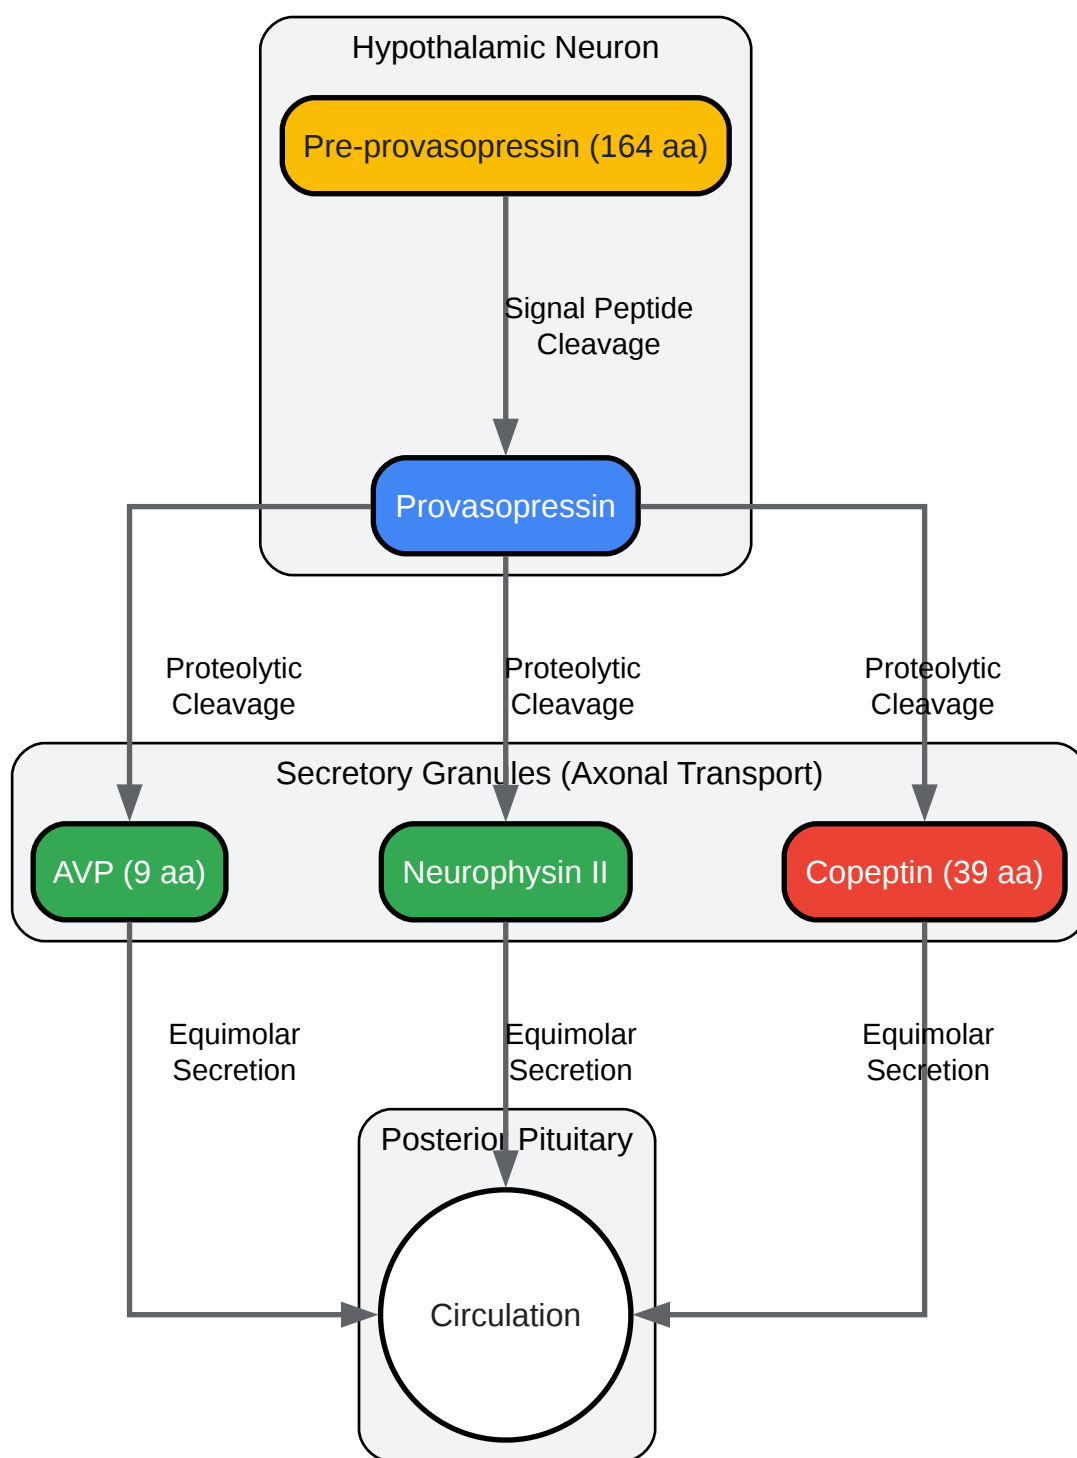 Hypothalamic Neuron
Pre-provasopressin (164 aa)
Signal Peptide
Cleavage
Provasopressin
Proteolytic
Cleavage
Proteolytic
Cleavage
Proteolytic
Cleavage
Secretory Granules (Axonal Transport)
AVP (9 aa)
Neurophysin II
Copeptin (39 aa)
Equimolar
Secretion
Equimolar
Secretion
Equimolar
Secretion
Posterior Pituitary
Circulation